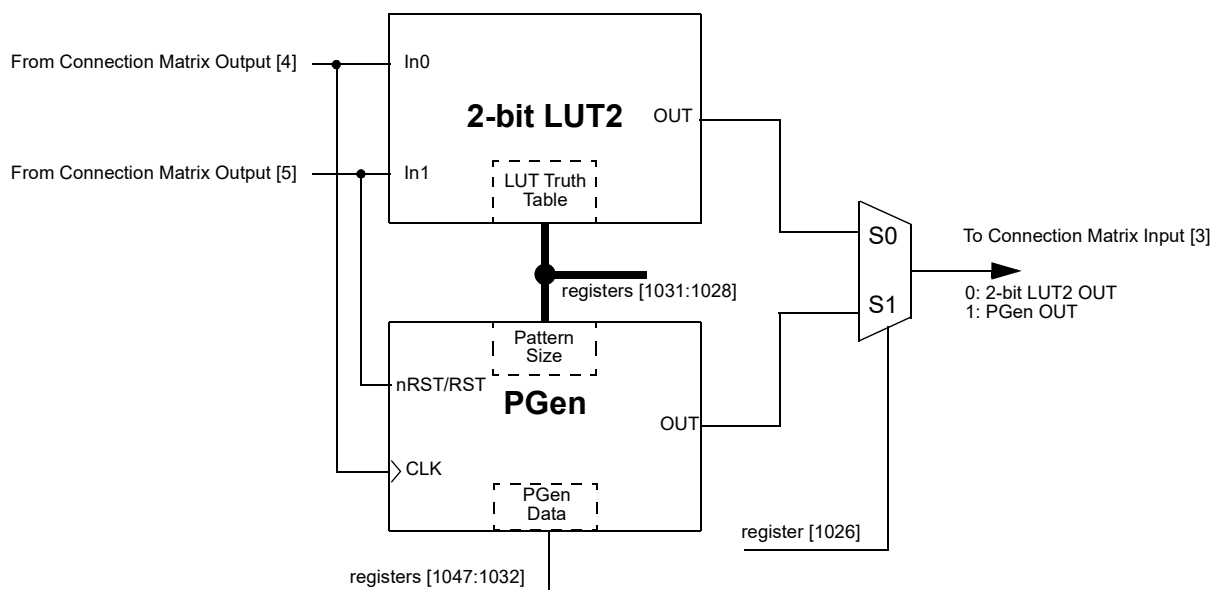 From Connection Matrix Output [4]
In0
2-bit LUT2
OUT
From Connection Matrix Output [5]
In1
LUT Truth
Table
S0
To Connection Matrix Input [3]
registers [1031:1028]
0: 2-bit LUT2 OUT
S1
1: PGen OUT
Pattern
Size
nRST/RST
PGen
OUT
CLK
PGen
Data
register [1026]
registers [1047:1032]